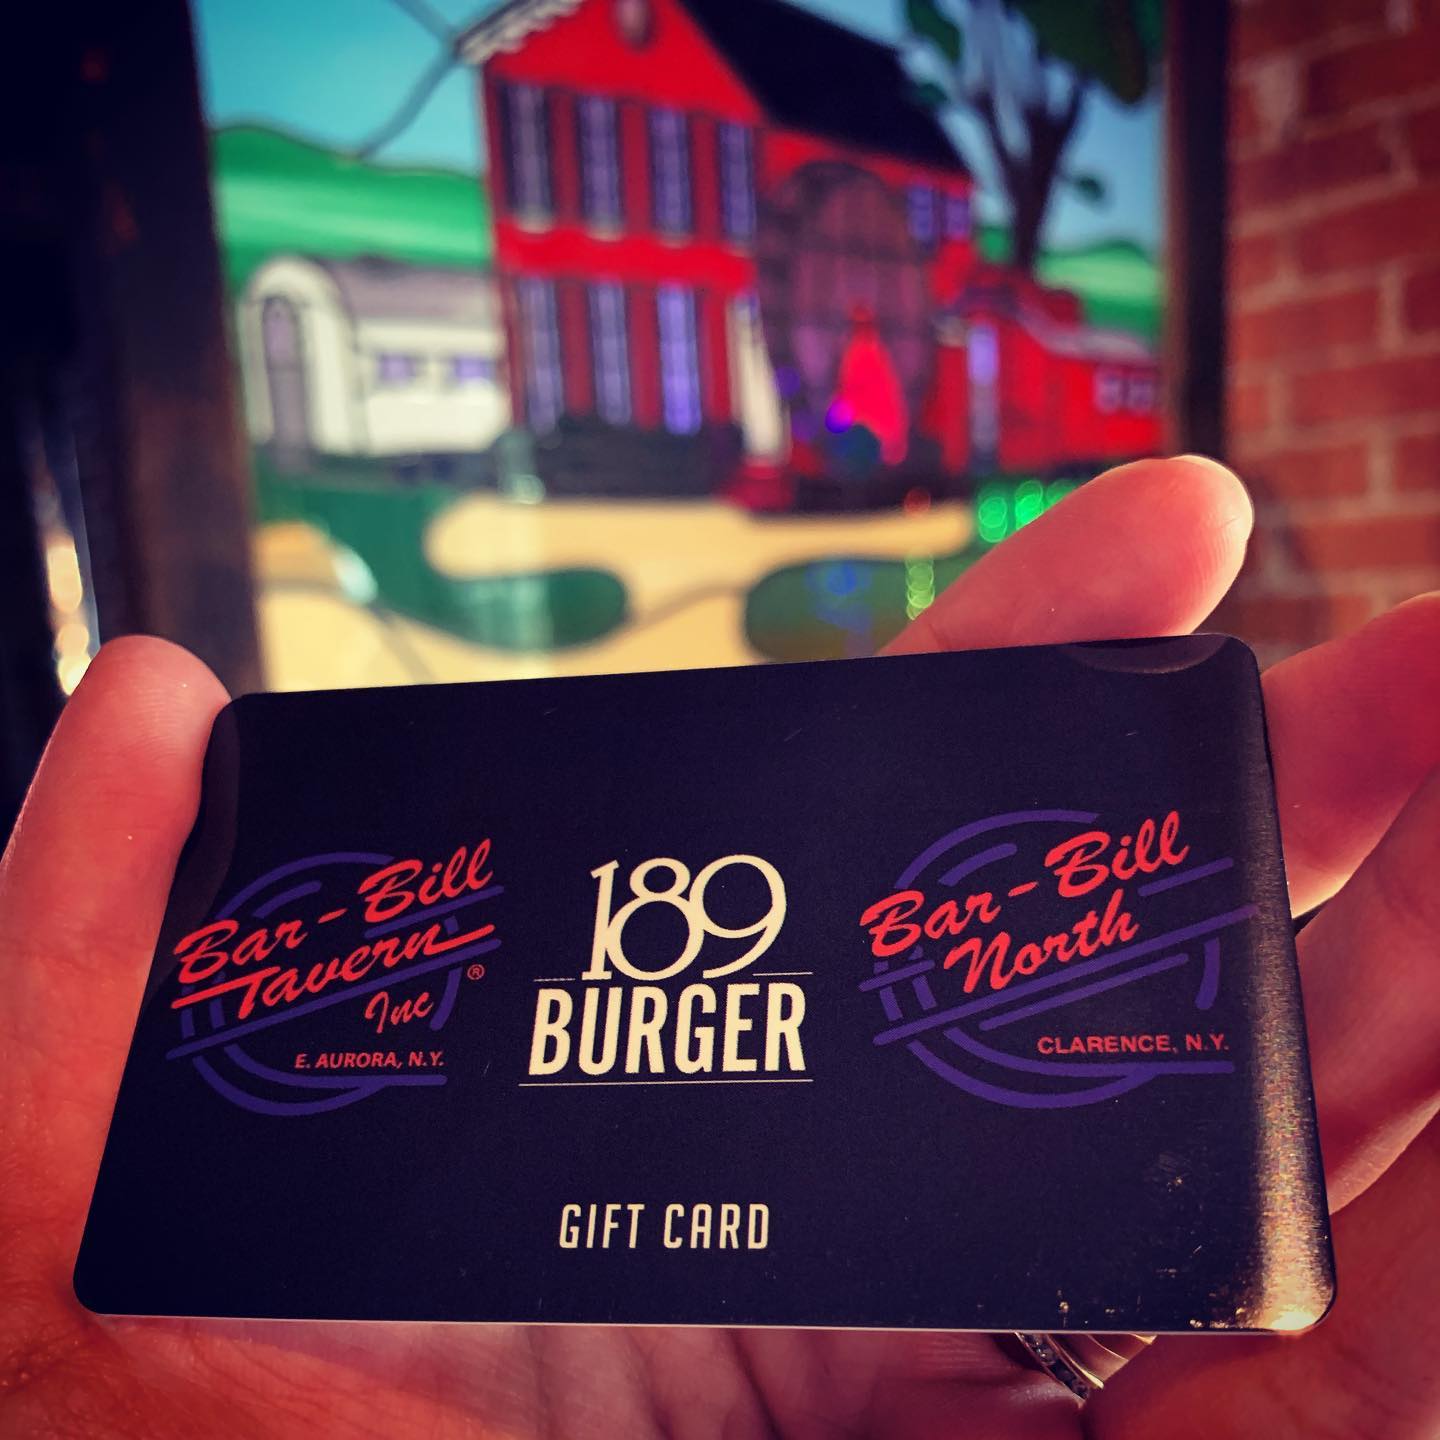 Bar-Bill
Tavern
Inc
®
E. AURORA, N.Y.
189
BURGER
Bar-Bill
North
CLARENCE, N.Y.
GIFT CARD